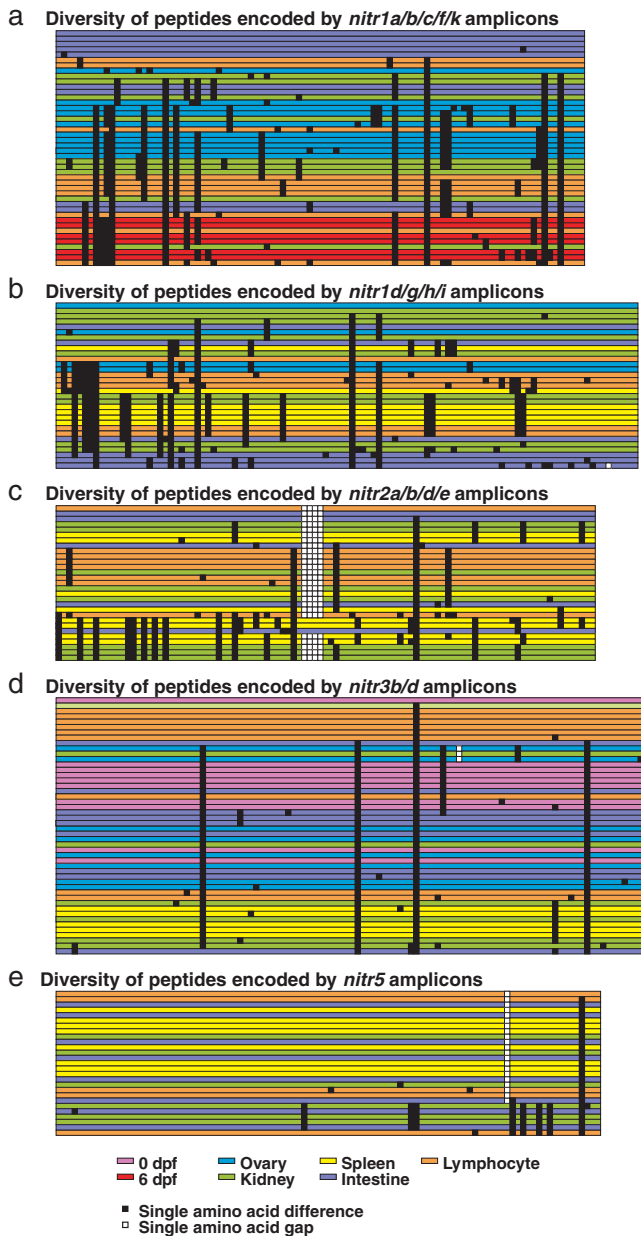 a Diversity of peptides encoded by nitr1a/b/c/f/k amplicons
b Diversity of peptides encoded by nitr1d/g/h/i amplicons
c Diversity of peptides encoded by nitr2a/b/d/e amplicons
d Diversity of peptides encoded by nitr3b/d amplicons
e Diversity of peptides encoded by nitr5 amplicons
0 dpf Ovary Spleen Lymphocyte
6 dpf Kidney Intestine
Single amino acid difference
Single amino acid gap